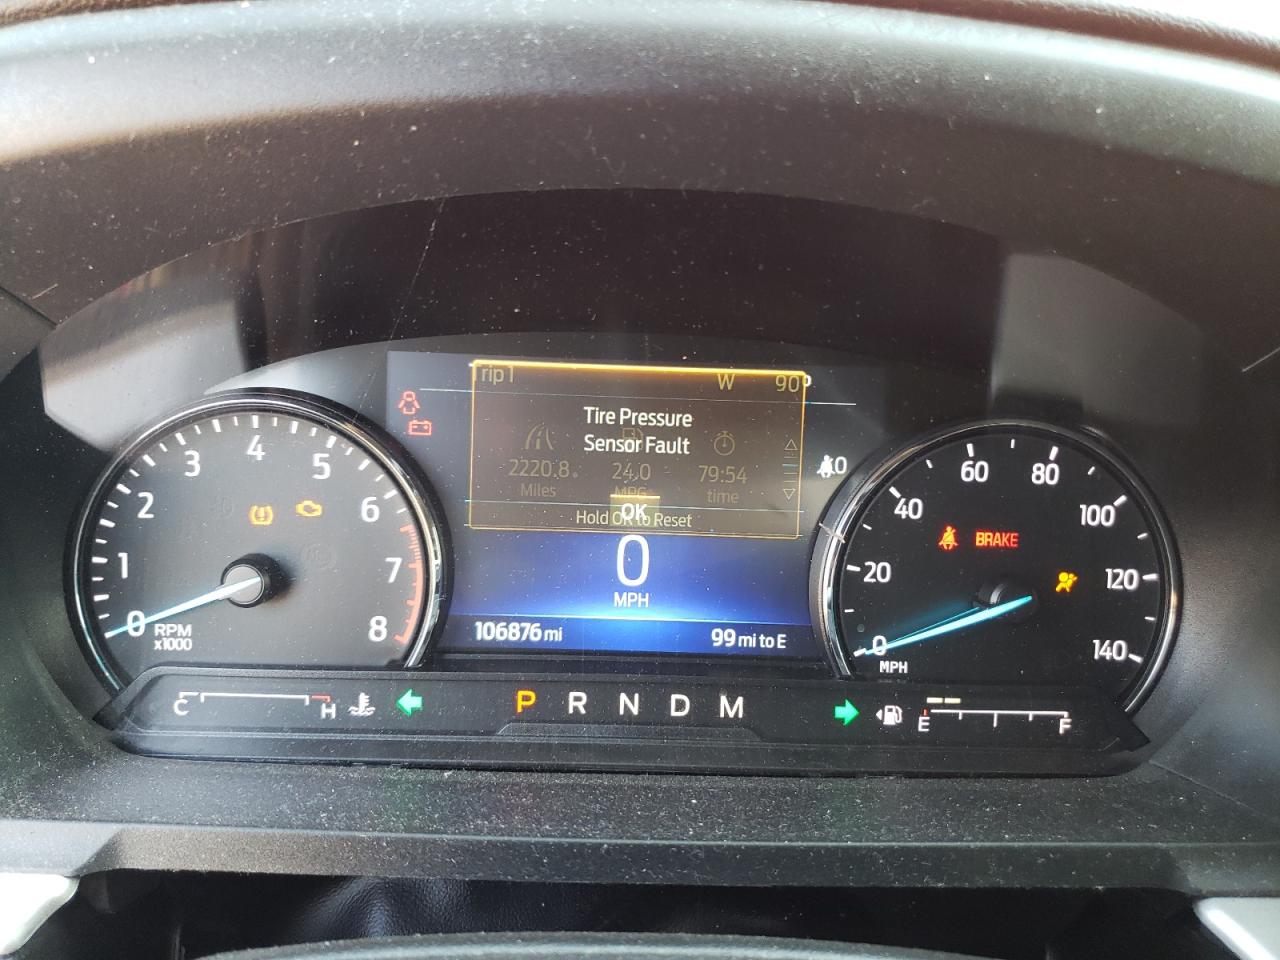 Trip 1 W 90°
Tire Pressure
Sensor Fault
2220.8 24.0 79:54
Miles MPG time
OK
Hold OK to Reset
0
MPH
106876 mi 99 mi to E
0 1 2 3 4 5 6 7 8
RPM
x1000
0 20 40 60 80 100 120 140
MPH
BRAKE
C H
P R N D M
E F